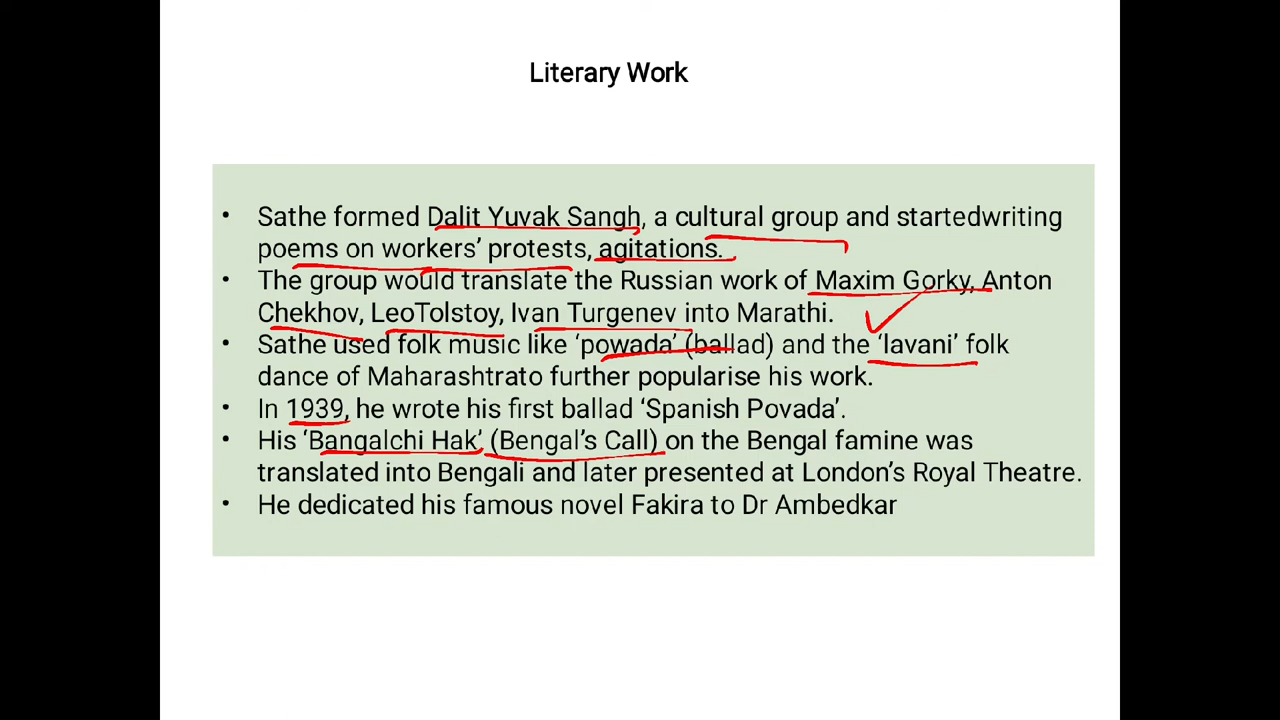 Literary Work
• Sathe formed Dalit Yuvak Sangh, a cultural group and startedwriting
poems on workers’ protests, agitations.
• The group would translate the Russian work of Maxim Gorky, Anton
Chekhov, LeoTolstoy, Ivan Turgenev into Marathi.
• Sathe used folk music like ‘powada’ (ballad) and the ‘lavani’ folk
dance of Maharashtrato further popularise his work.
• In 1939, he wrote his first ballad ‘Spanish Povada’.
• His ‘Bangalchi Hak’ (Bengal’s Call) on the Bengal famine was
translated into Bengali and later presented at London’s Royal Theatre.
• He dedicated his famous novel Fakira to Dr Ambedkar